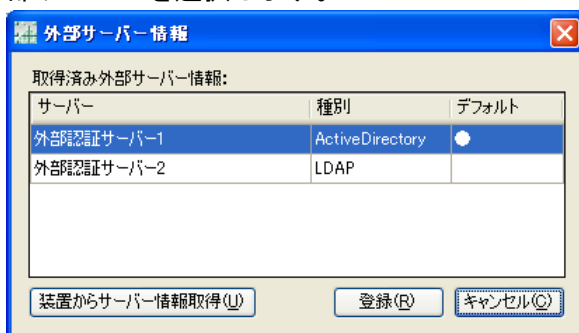 外部サーバー情報
取得済み外部サーバー情報:
サーバー 種別 デフォルト
外部認証サーバー1 ActiveDirectory ●
外部認証サーバー2 LDAP
装置からサーバー情報取得(U) 登録(R) キャンセル(C)